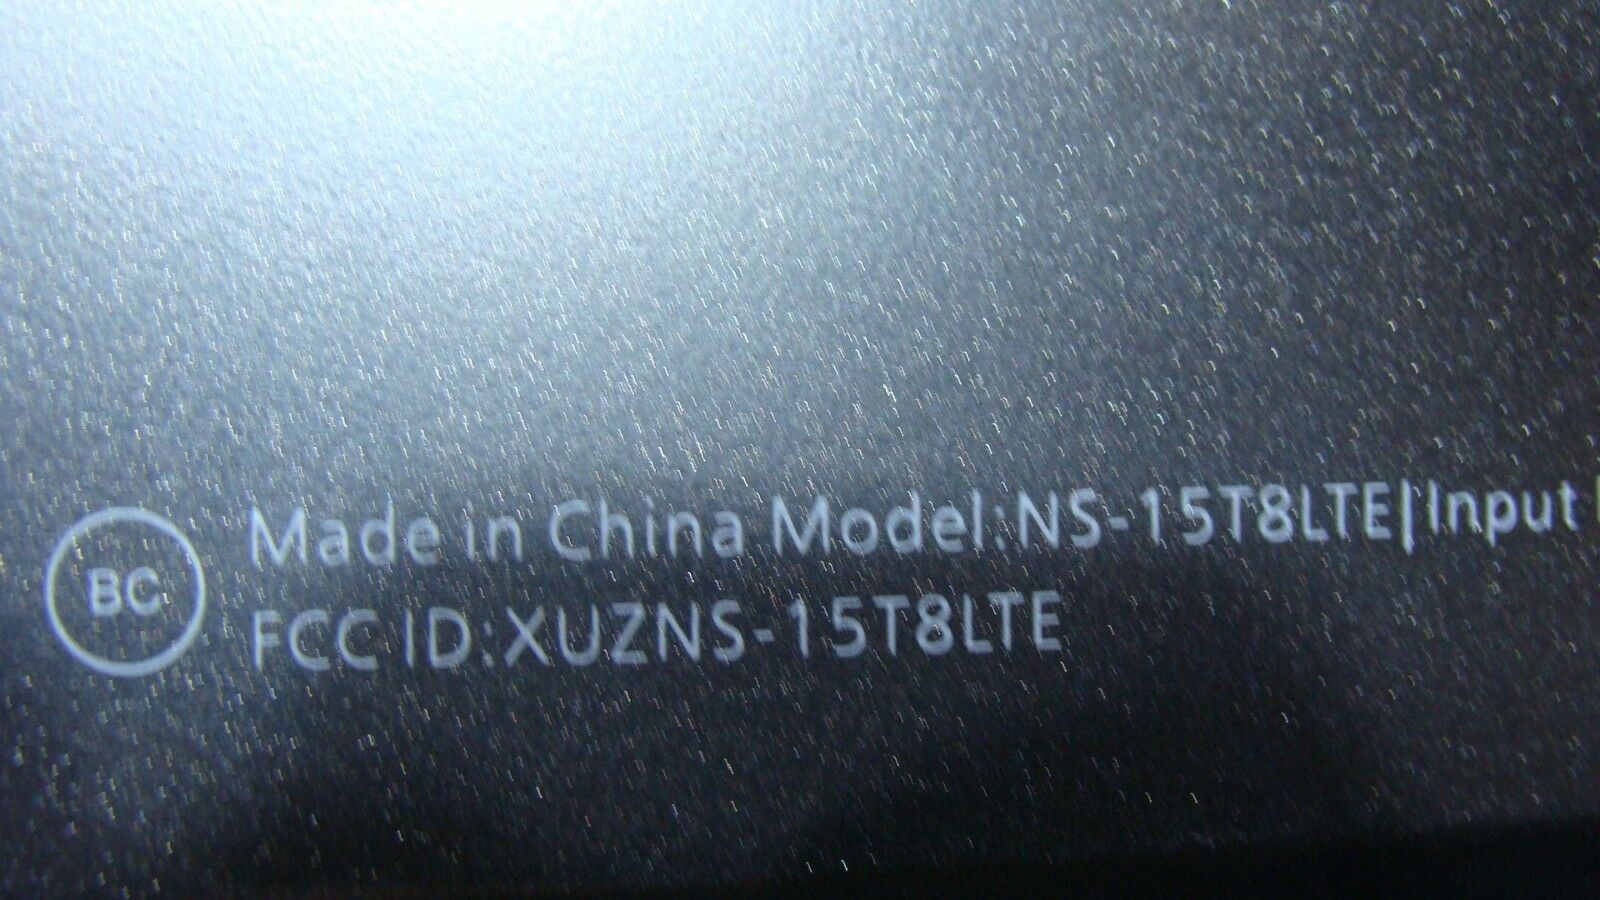 BC
Made in China Model:NS-15T8LTE|Input
FCC ID:XUZNS-15T8LTE